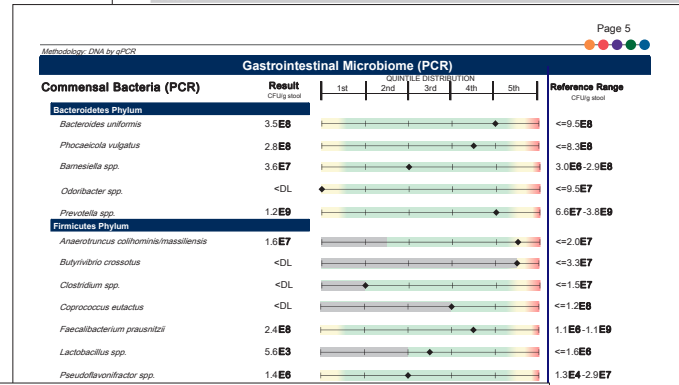 Page 5
Methodology: DNA by qPCR
Gastrointestinal Microbiome (PCR)
Commensal Bacteria (PCR) Result CFU/g stool QUINTILE DISTRIBUTION 1st 2nd 3rd 4th 5th Reference Range CFU/g stool
Bacteroidetes Phylum
Bacteroides uniformis 3.5E8 <=9.5E8
Phocaeicola vulgatus 2.8E8 <=8.3E8
Barnesiella spp. 3.6E7 3.0E6-2.9E8
Odoribacter spp. <DL <=9.5E7
Prevotella spp. 1.2E9 6.6E7-3.8E9
Firmicutes Phylum
Anaerotruncus colihominis/massiliensis 1.6E7 <=2.0E7
Butyrivibrio crossotus <DL <=3.3E7
Clostridium spp. <DL <=1.5E7
Coprococcus eutactus <DL <=1.2E8
Faecalibacterium prausnitzii 2.4E8 1.1E6-1.1E9
Lactobacillus spp. 5.6E3 <=1.6E6
Pseudoflavonifractor spp. 1.4E6 1.3E4-2.9E7